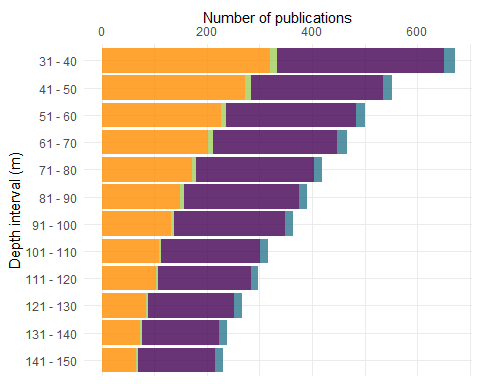 Number of publications
0 200 400 600
Depth interval (m)
31 - 40
41 - 50
51 - 60
61 - 70
71 - 80
81 - 90
91 - 100
101 - 110
111 - 120
121 - 130
131 - 140
141 - 150